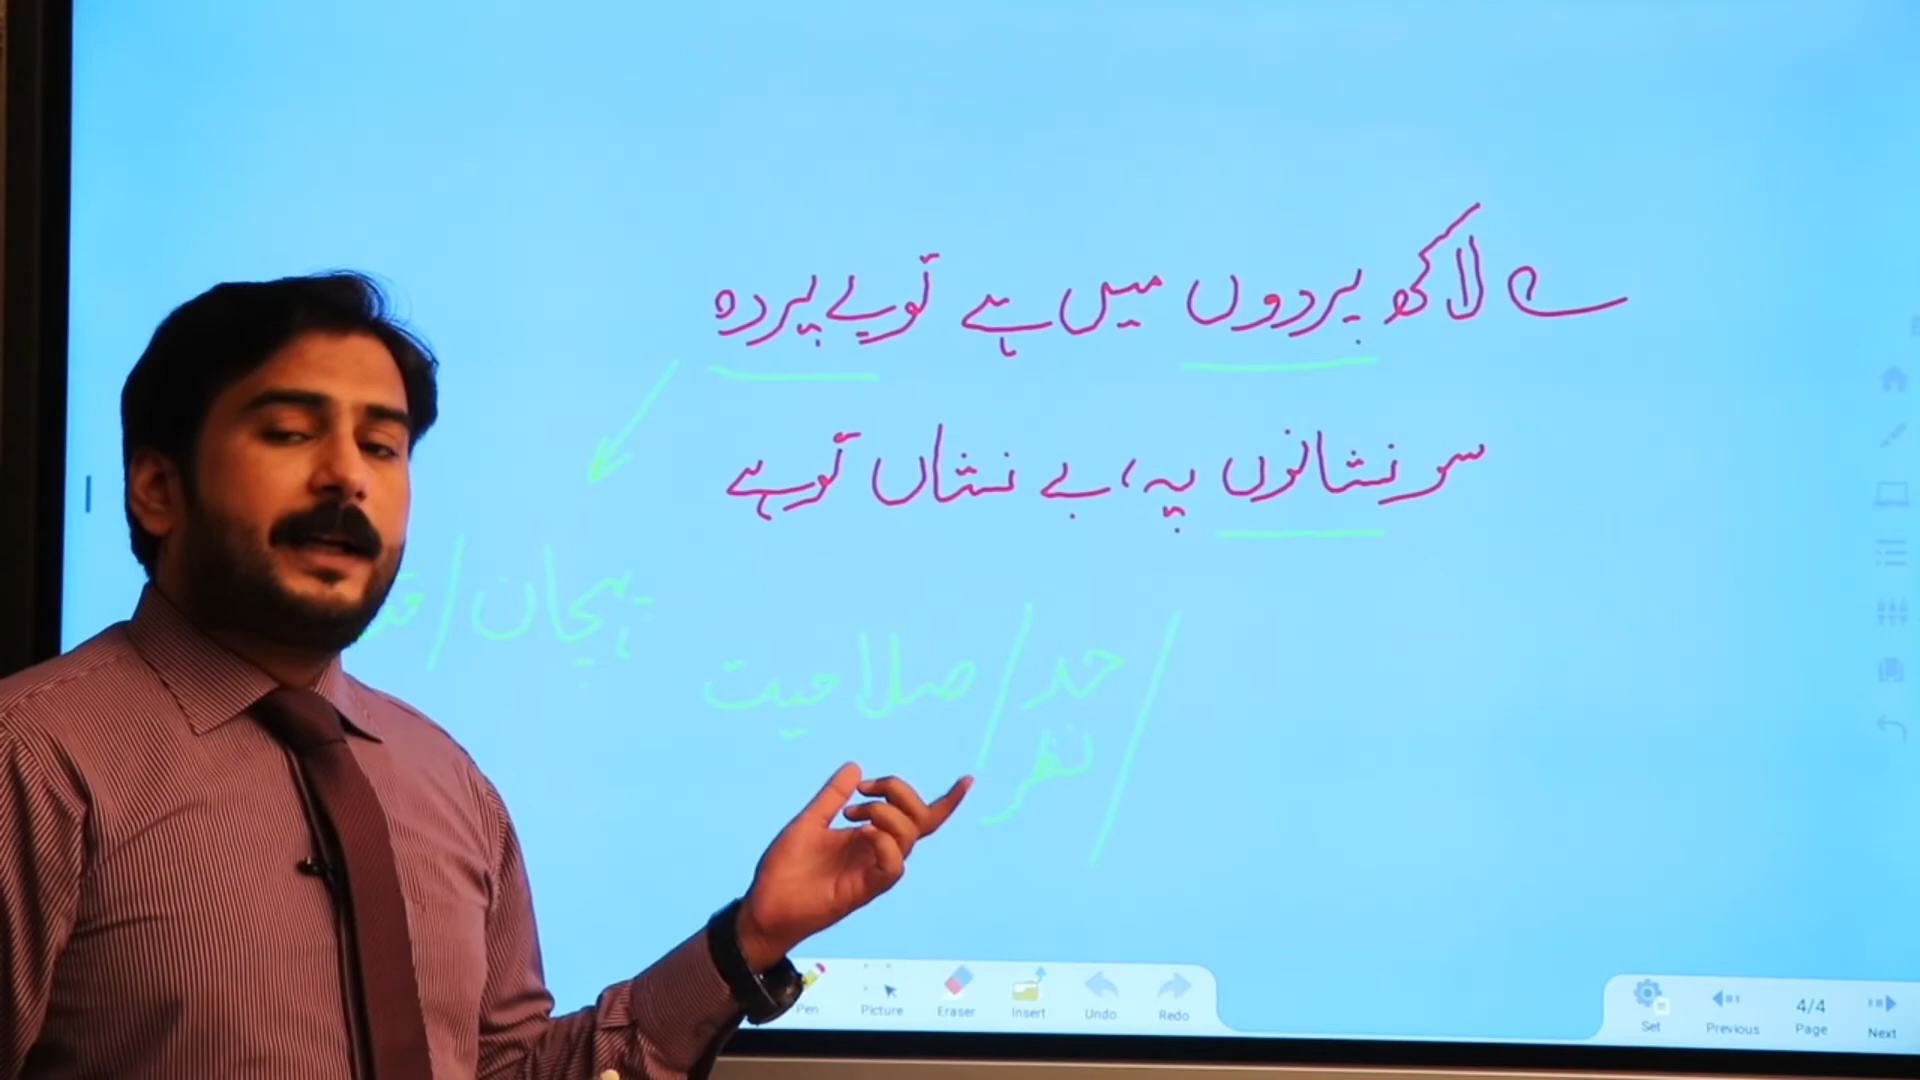 ؎ لاکھ پردوں میں ہے تو بے پردہ
سو نشانوں پہ، بے نشاں تو ہے
پہچان /
/ حد / صلاحیت
نظر
Pen Picture Eraser Insert Undo Redo
Set Previous 4/4 Page Next